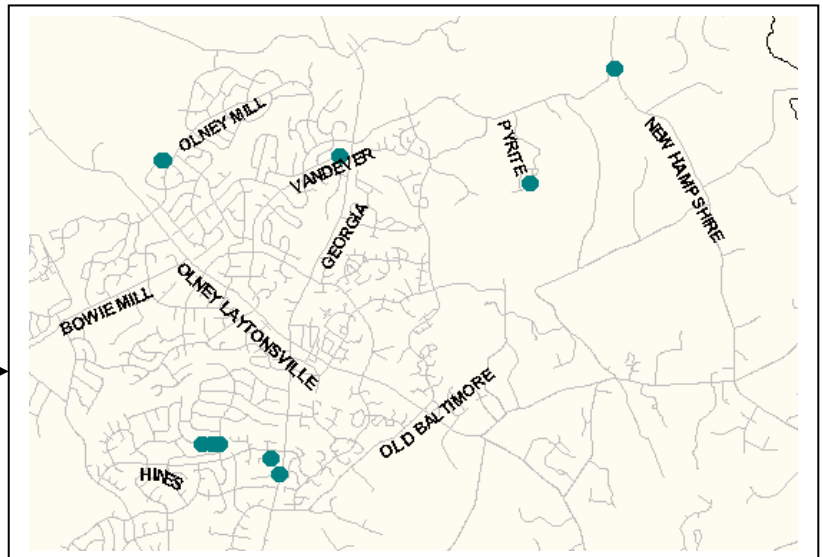 OLNEY MILL
VANDEVER
PYRITE
NEW HAMPSHIRE
GEORGIA
BOWIE MILL
OLNEY LAYTONSVILLE
OLD BALTIMORE
HINES